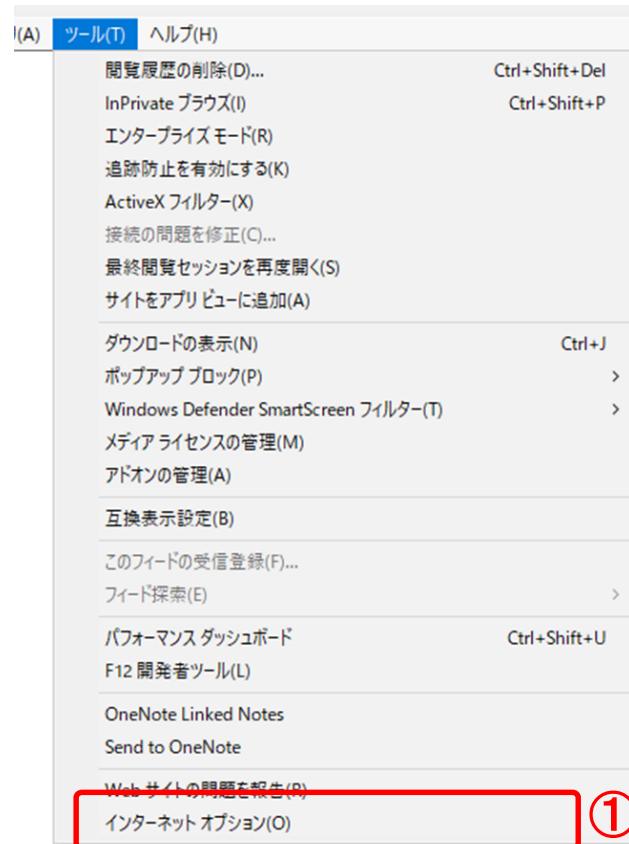 (A) ツール(T) ヘルプ(H)
閲覧履歴の削除(D)... Ctrl+Shift+Del
InPrivate ブラウズ(I) Ctrl+Shift+P
エンタープライズ モード(R)
追跡防止を有効にする(K)
ActiveX フィルター(X)
接続の問題を修正(C)...
最終閲覧セッションを再度開く(S)
サイトをアプリ ビューに追加(A)
ダウンロードの表示(N) Ctrl+J
ポップアップ ブロック(P) >
Windows Defender SmartScreen フィルター(T) >
メディア ライセンスの管理(M)
アドオンの管理(A)
互換表示設定(B)
このフィードの受信登録(F)...
フィード探索(E) >
パフォーマンス ダッシュボード Ctrl+Shift+U
F12 開発者ツール(L)
OneNote Linked Notes
Send to OneNote
Web サイトの問題を報告(R)
インターネット オプション(O) ①